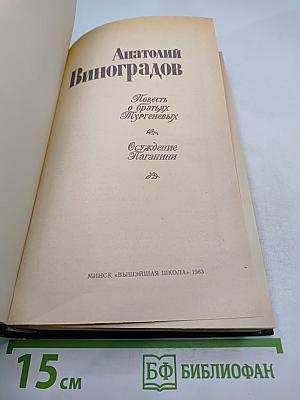 Анатолий
Виноградов
Повесть
о братьях
Тургеневых
Осуждение
Паганини
МИНСК «ВЫШЭЙШАЯ ШКОЛА» 1983
15 см
БФ БИБЛИОФАН